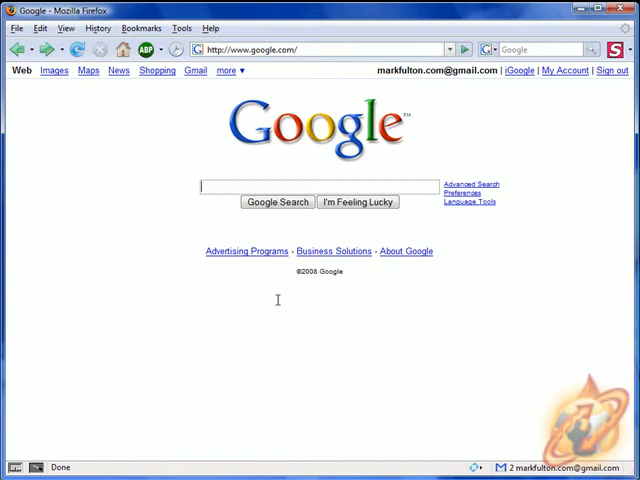 Google - Mozilla Firefox
File Edit View History Bookmarks Tools Help
ABP http://www.google.com/ G Google S
Web Images Maps News Shopping Gmail more ▼ markfulton.com@gmail.com | iGoogle | My Account | Sign out
Google™
Advanced Search
Preferences
Language Tools
Google Search I'm Feeling Lucky
Advertising Programs - Business Solutions - About Google
©2008 Google
Done 2 markfulton.com@gmail.com